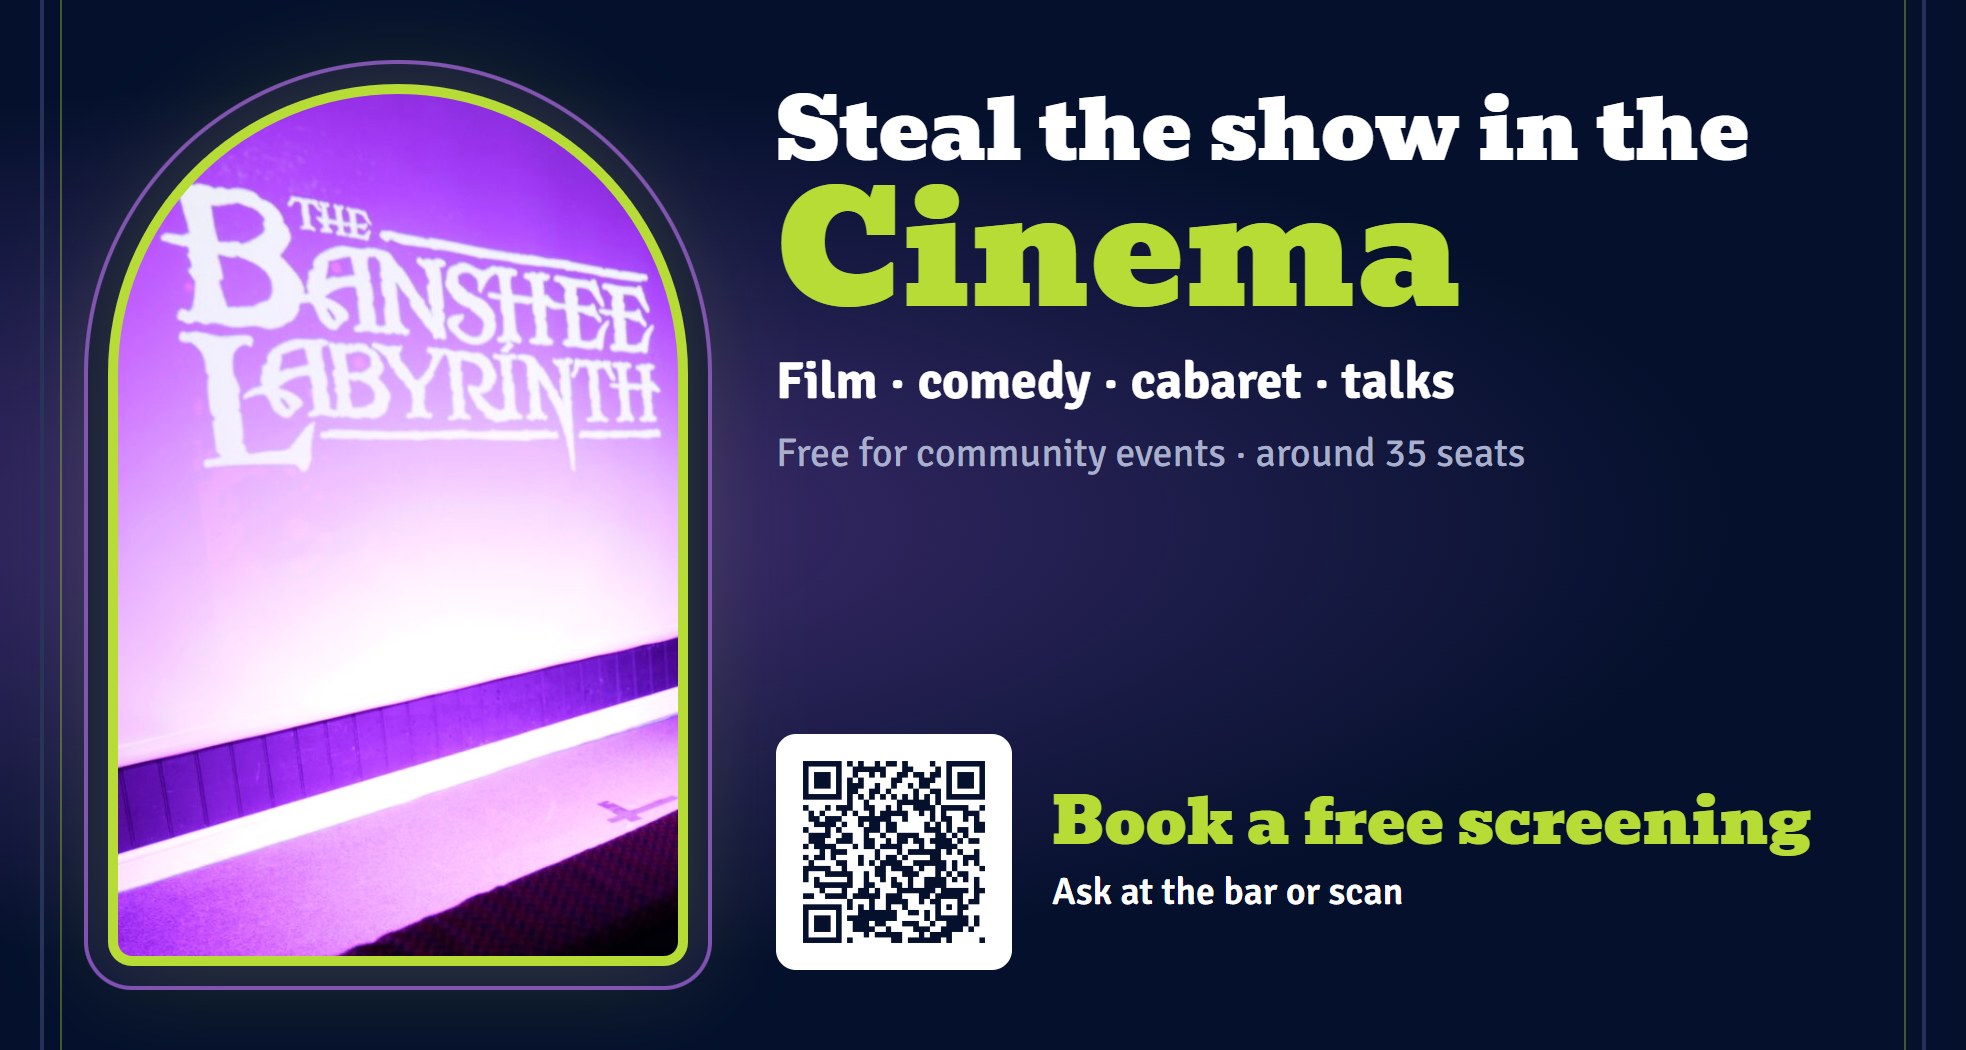 THE
BANSHEE
LABYRINTH
Steal the show in the
Cinema
Film · comedy · cabaret · talks
Free for community events · around 35 seats
Book a free screening
Ask at the bar or scan